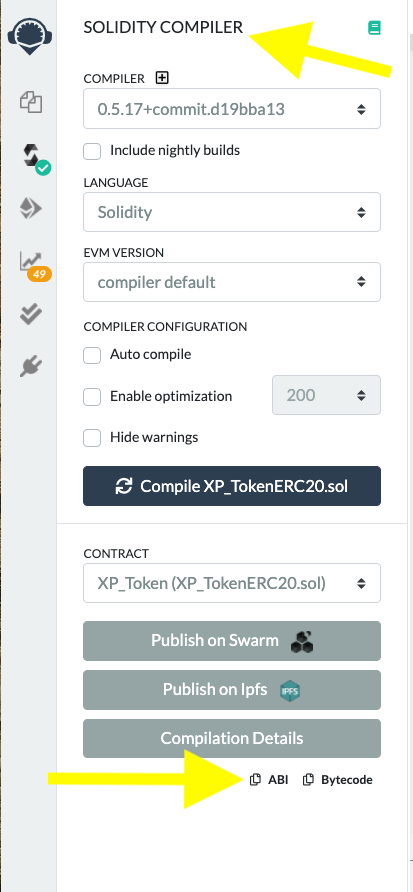 SOLIDITY COMPILER
COMPILER
0.5.17+commit.d19bba13
Include nightly builds
LANGUAGE
Solidity
EVM VERSION
compiler default
49
COMPILER CONFIGURATION
Auto compile
Enable optimization 200
Hide warnings
Compile XP_TokenERC20.sol
CONTRACT
XP_Token (XP_TokenERC20.sol)
Publish on Swarm
Publish on Ipfs IPFS
Compilation Details
ABI Bytecode